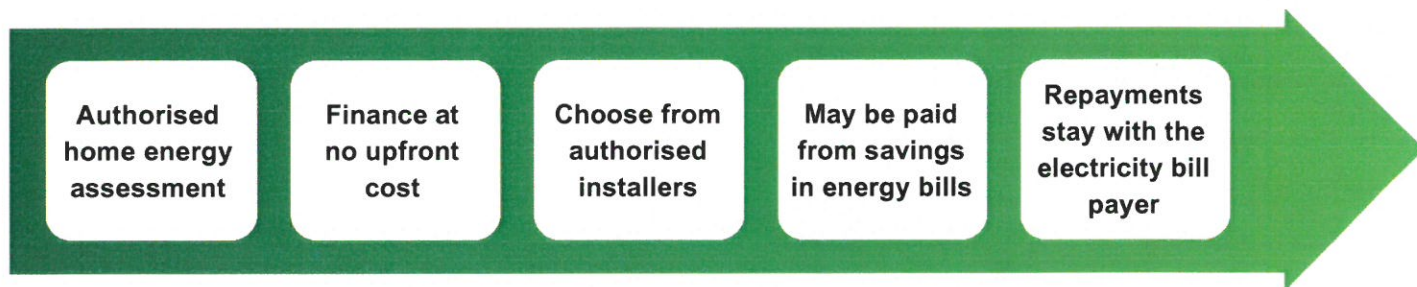 Authorised
home energy
assessment
Finance at
no upfront
cost
Choose from
authorised
installers
May be paid
from savings
in energy bills
Repayments
stay with the
electricity bill
payer